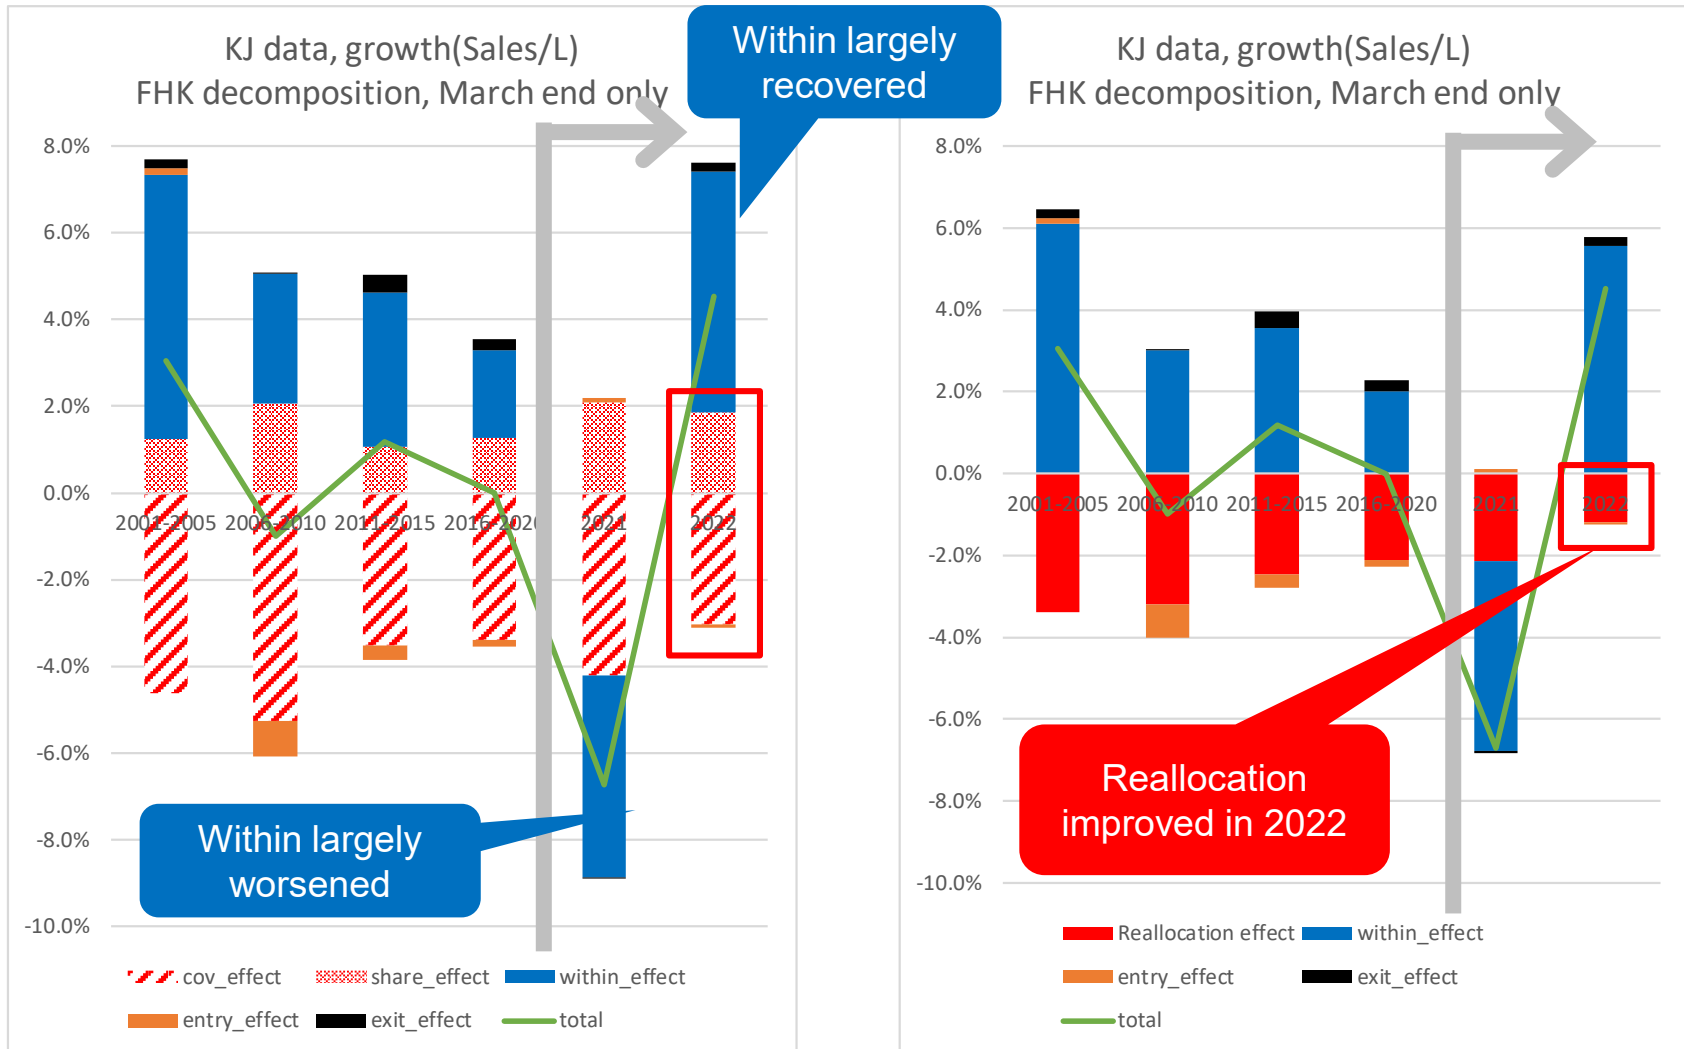 KJ data, growth(Sales/L)
FHK decomposition, March end only
Within largely
recovered
8.0%
6.0%
4.0%
2.0%
0.0%
-2.0%
-4.0%
-6.0%
-8.0%
-10.0%
2001-2005
2006-2010
2011-2015
2016-2020
2021
2022
Within largely
worsened
cov_effect
share_effect
within_effect
entry_effect
exit_effect
total
KJ data, growth(Sales/L)
FHK decomposition, March end only
8.0%
6.0%
4.0%
2.0%
0.0%
-2.0%
-4.0%
-6.0%
-8.0%
-10.0%
2001-2005
2006-2010
2011-2015
2016-2020
2021
2022
Reallocation
improved in 2022
Reallocation effect
within_effect
entry_effect
exit_effect
total